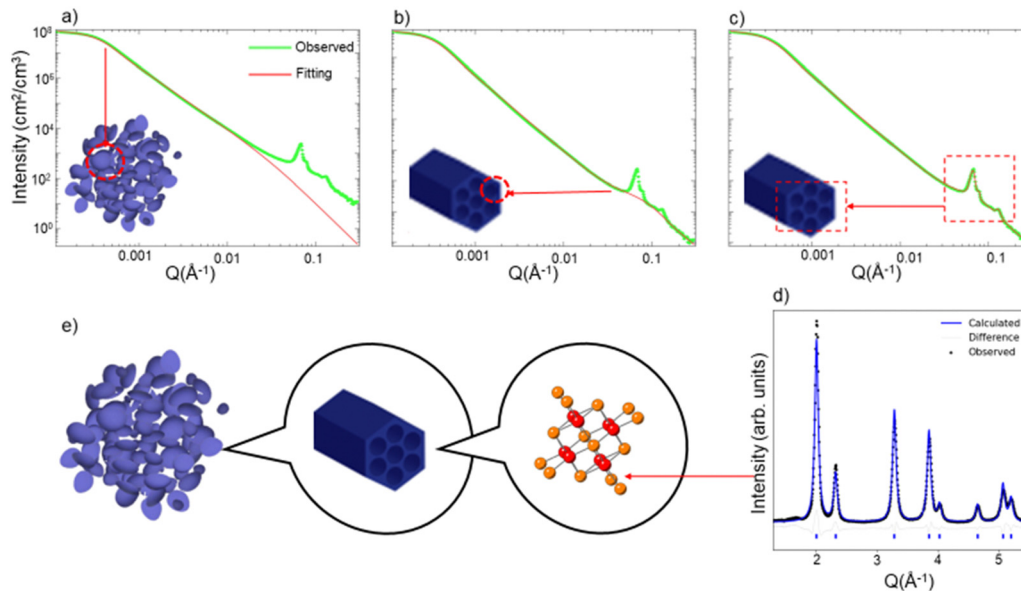 a)
b)
c)
10⁸
10⁶
10⁴
10²
10⁰
Intensity (cm²/cm³)
Observed
Fitting
0.001
0.01
0.1
Q(Å⁻¹)
0.001
0.01
0.1
Q(Å⁻¹)
0.001
0.01
0.1
Q(Å⁻¹)
d)
Calculated
Difference
Observed
Intensity (arb. units)
2
3
4
5
Q(Å⁻¹)
e)